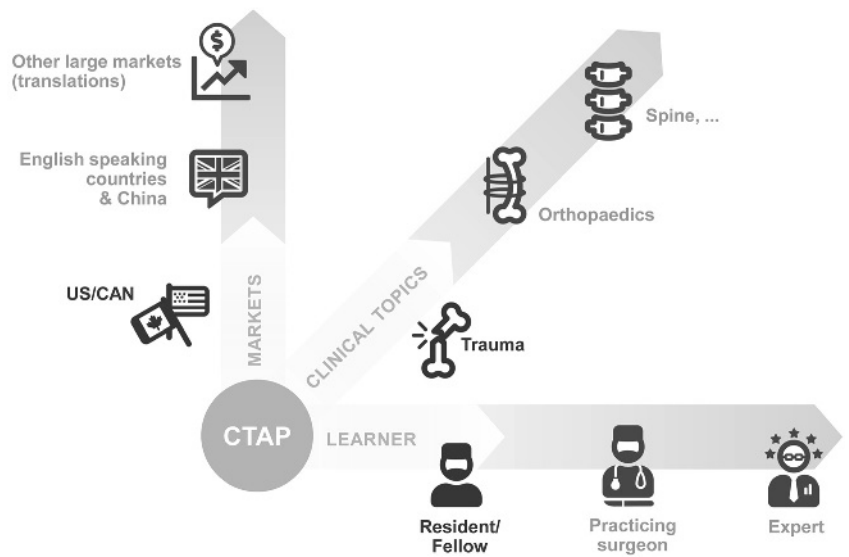 $
Other large markets
(translations)
English speaking
countries
& China
US/CAN
MARKETS
CLINICAL TOPICS
Spine, ...
Orthopaedics
Trauma
CTAP
LEARNER
Resident/
Fellow
Practicing
surgeon
Expert